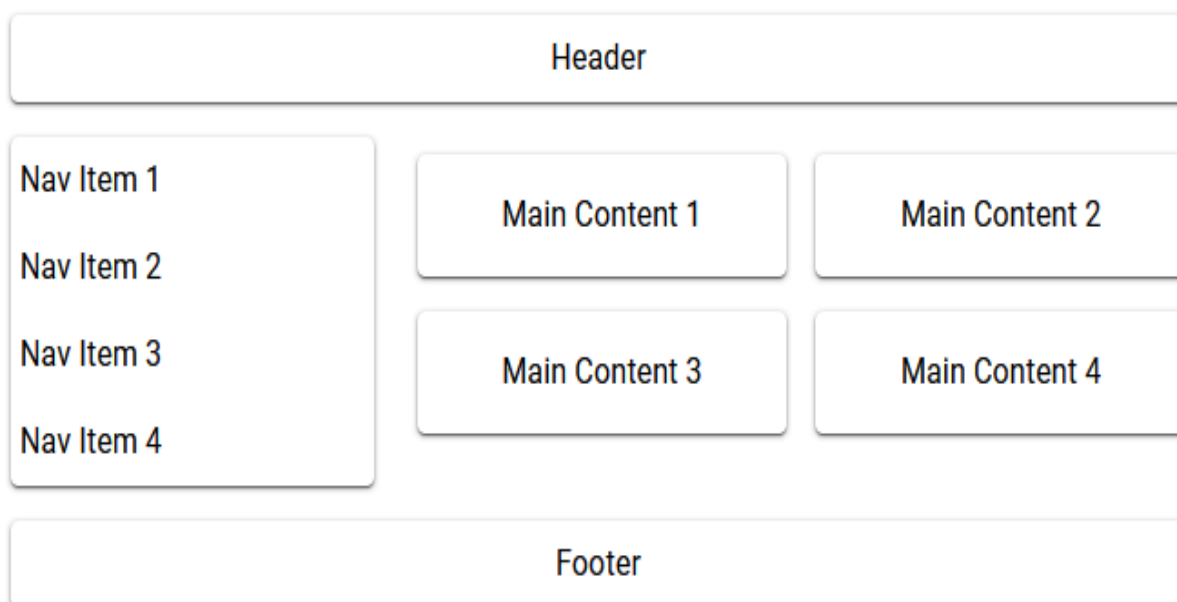 Header
Nav Item 1
Nav Item 2
Nav Item 3
Nav Item 4
Main Content 1
Main Content 2
Main Content 3
Main Content 4
Footer